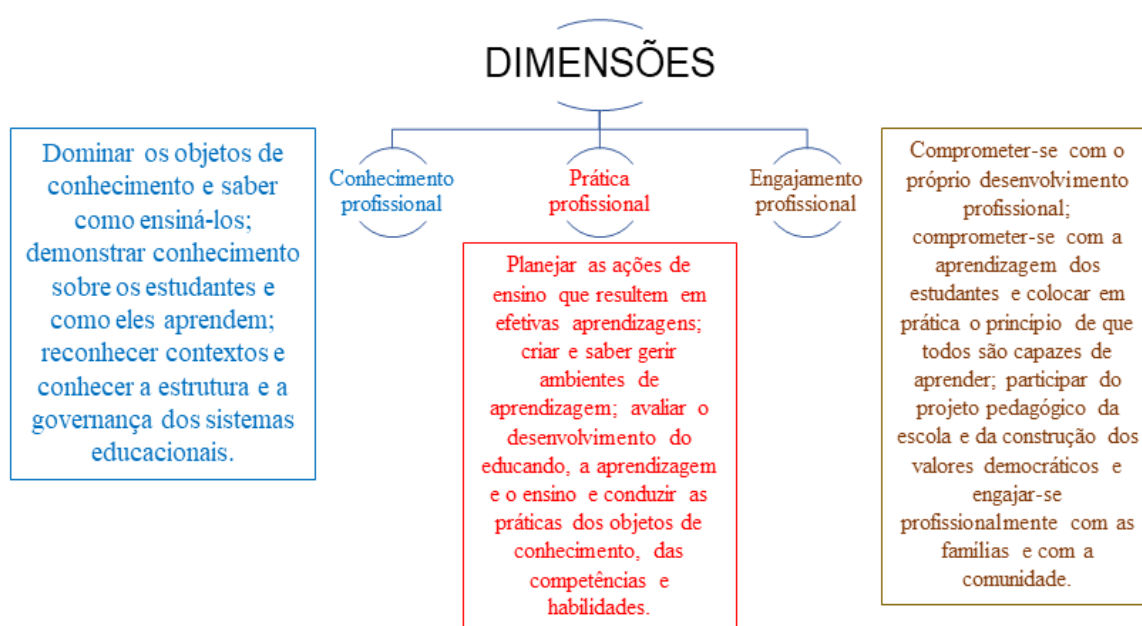 DIMENSÕES
Dominar os objetos de
conhecimento e saber
como ensiná-los;
demonstrar conhecimento
sobre os estudantes e
como eles aprendem;
reconhecer contextos e
conhecer a estrutura e a
governança dos sistemas
educacionais.
Conhecimento
profissional
Prática
profissional
Planejar as ações de
ensino que resultem em
efetivas aprendizagens;
criar e saber gerir
ambientes de
aprendizagem; avaliar o
desenvolvimento do
educando, a aprendizagem
e o ensino e conduzir as
práticas dos objetos de
conhecimento, das
competências e
habilidades.
Engajamento
profissional
Comprometer-se com o
próprio desenvolvimento
profissional;
comprometer-se com a
aprendizagem dos
estudantes e colocar em
prática o princípio de que
todos são capazes de
aprender; participar do
projeto pedagógico da
escola e da construção dos
valores democráticos e
engajar-se
profissionalmente com as
famílias e com a
comunidade.